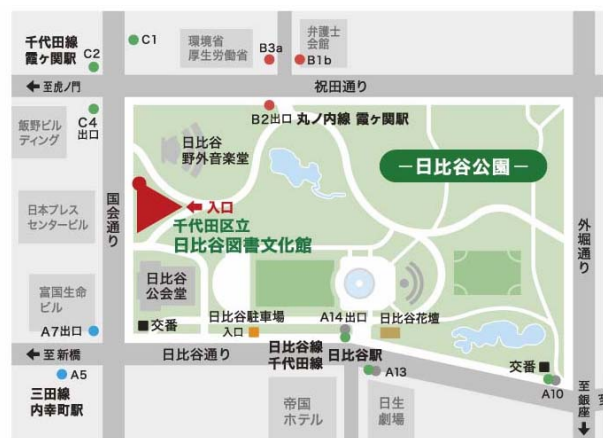 千代田線
霞ヶ関駅
C2
C1
環境省
厚生労働省
B3a
弁護士
会館
B1b
至虎ノ門
祝田通り
飯野ビル
ディング
C4
出口
B2出口
丸ノ内線 霞ヶ関駅
日比谷
野外音楽堂
日比谷公園
入口
千代田区立
日比谷図書文化館
国会通り
日本プレス
センタービル
外堀通り
日比谷
公会堂
富国生命
ビル
A7出口
交番
日比谷駐車場
入口
A14出口
日比谷花壇
至新橋
日比谷通り
日比谷線
千代田線
日比谷駅
A13
交番
A10
A5
三田線
内幸町駅
帝国
ホテル
日生
劇場
至銀座
至